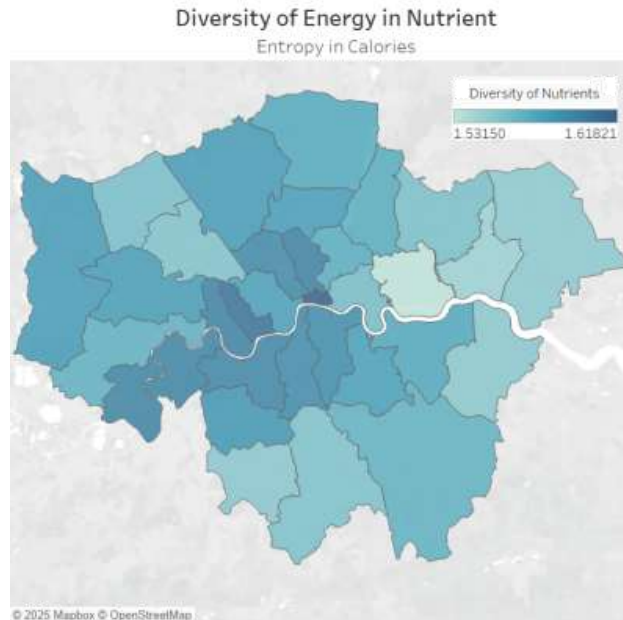 Diversity of Energy in Nutrient
Entropy in Calories
Diversity of Nutrients
1.53150 1.61821
© 2025 Mapbox © OpenStreetMap